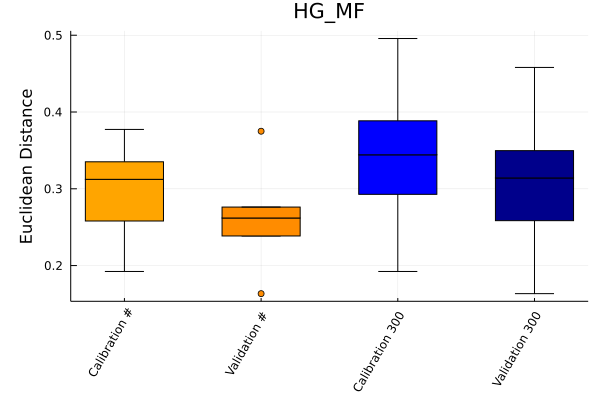 HG_MF
Euclidean Distance
0.5
0.4
0.3
0.2
Calibration #
Validation #
Calibration 300
Validation 300